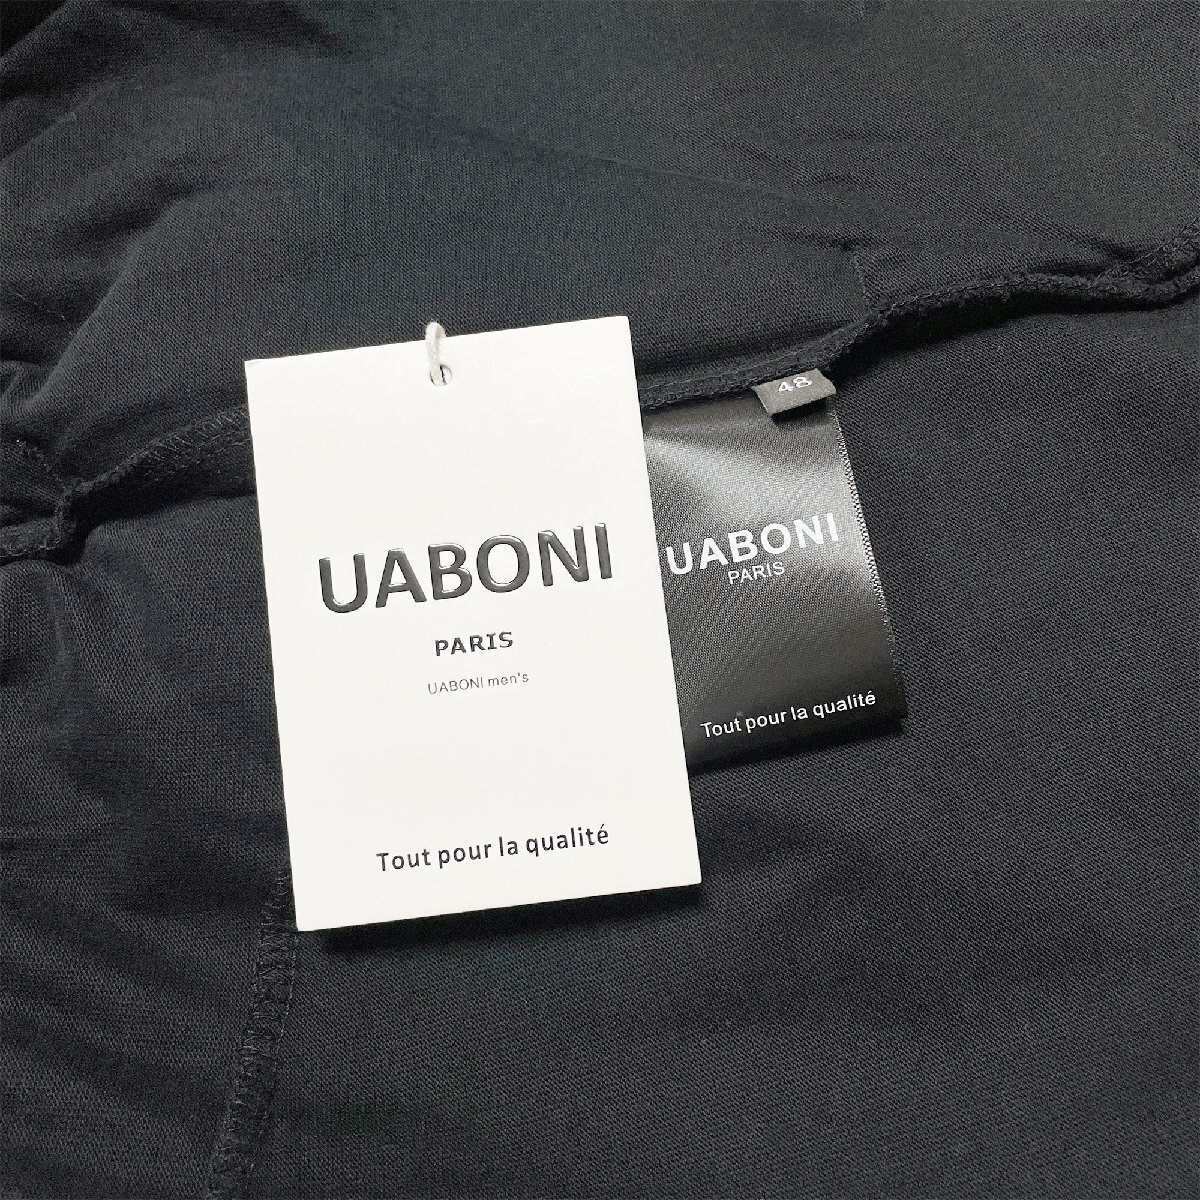 UABONI
PARIS
UABONI men's
Tout pour la qualité
48
UABONI
PARIS
Tout pour la qualité